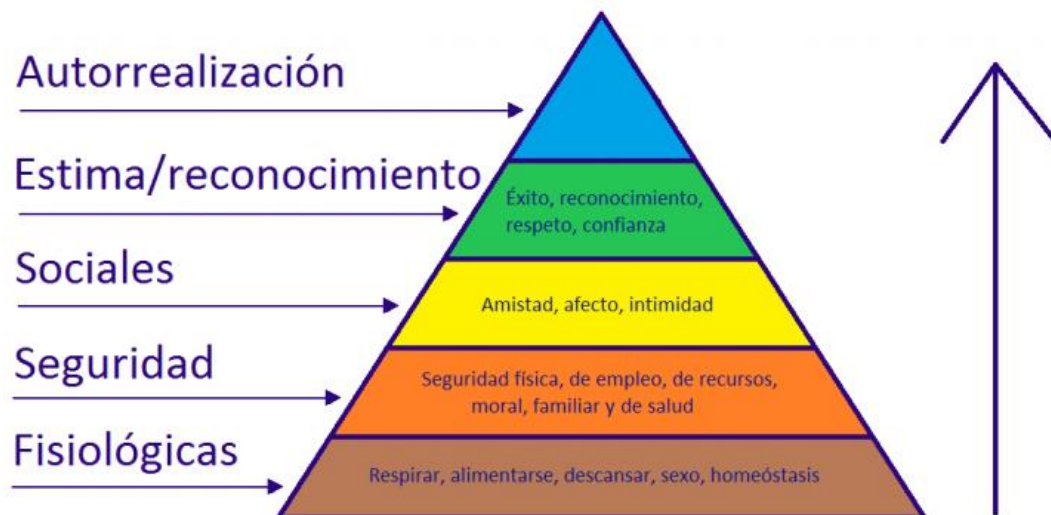 Autorrealización
Estima/reconocimiento
Éxito, reconocimiento,
respeto, confianza
Sociales
Amistad, afecto, intimidad
Seguridad
Seguridad física, de empleo, de recursos,
moral, familiar y de salud
Fisiológicas
Respirar, alimentarse, descansar, sexo, homeóstasis